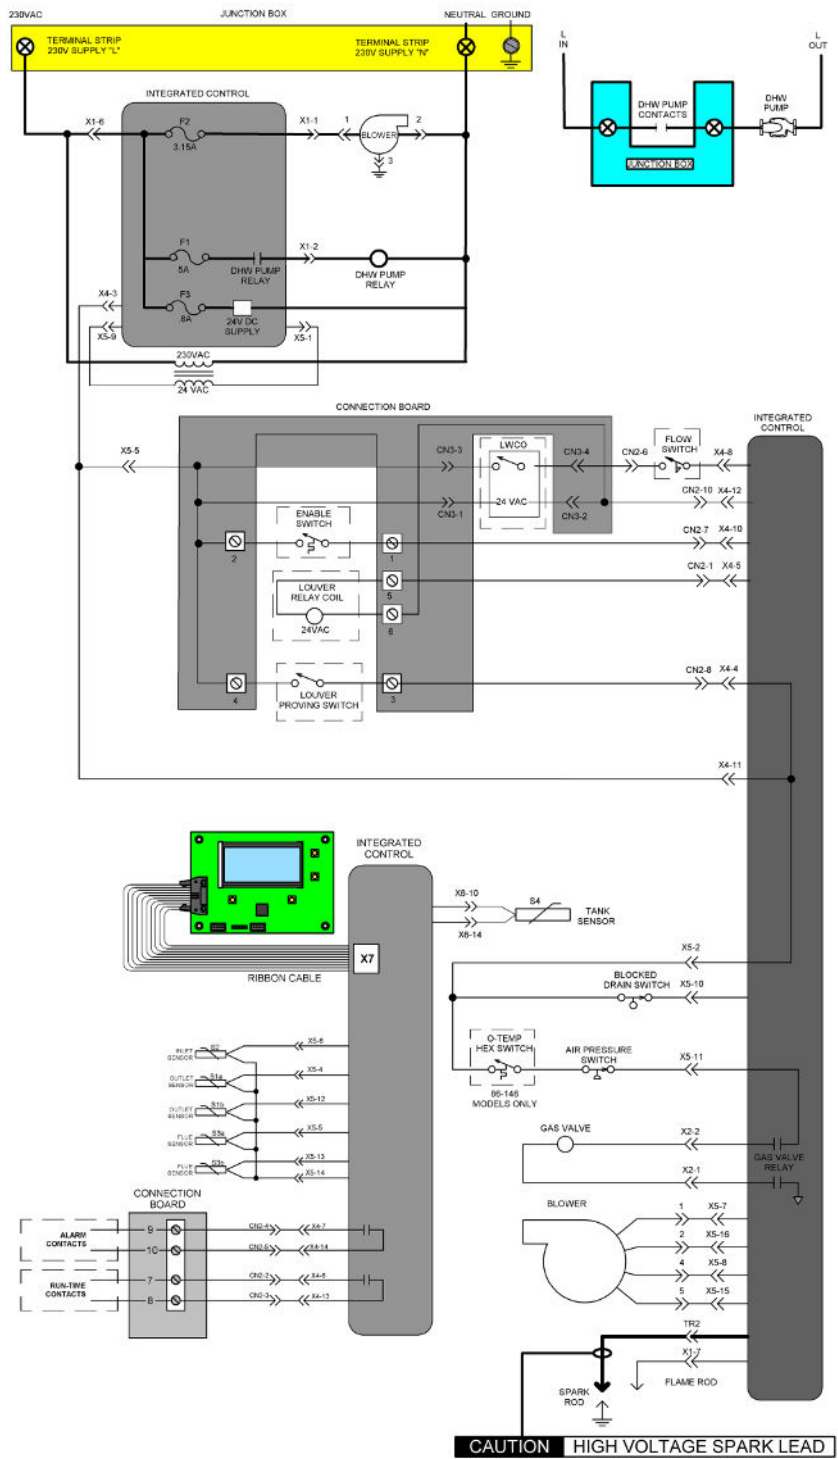 230VAC
JUNCTION BOX
NEUTRAL GROUND
TERMINAL STRIP
230V SUPPLY "L"
TERMINAL STRIP
230V SUPPLY "N"
L
IN
L
OUT
DHW PUMP
CONTACTS
DHW
PUMP
JUNCTION BOX
INTEGRATED CONTROL
X1-6
F2
3.15A
X1-1
1
BLOWER
2
3
F1
5A
DHW PUMP
RELAY
X1-2
DHW PUMP
RELAY
X4-3
F3
.8A
24V DC
SUPPLY
X5-9
X5-1
230VAC
24 VAC
CONNECTION BOARD
INTEGRATED
CONTROL
X5-5
CN3-3
LWCO
CN3-4
CN2-6
FLOW
SWITCH
X4-8
CN3-1
24 VAC
CN3-2
CN2-10 X4-12
ENABLE
SWITCH
2
1
CN2-7 X4-10
LOUVER
RELAY COIL
24VAC
5
6
CN2-1 X4-5
4
LOUVER
PROVING SWITCH
3
CN2-8 X4-4
X4-11
INTEGRATED
CONTROL
X7
RIBBON CABLE
X6-10
X6-14
S4
TANK
SENSOR
X5-2
BLOCKED
DRAIN SWITCH
X5-10
O-TEMP
HEX SWITCH
AIR PRESSURE
SWITCH
X5-11
86-146
MODELS ONLY
INLET
SENSOR
S2
X5-6
OUTLET
SENSOR
S1a
X5-4
OUTLET
SENSOR
S1b
X5-12
FLUE
SENSOR
S3a
X5-5
FLUE
SENSOR
S3b
X5-13
X5-14
GAS VALVE
X2-2
X2-1
GAS VALVE
RELAY
CONNECTION
BOARD
ALARM
CONTACTS
9
10
CN2-4 X4-7
CN2-5 X4-14
RUN-TIME
CONTACTS
7
8
CN2-2 X4-6
CN2-3 X4-13
BLOWER
1 X5-7
2 X5-16
4 X5-8
5 X5-15
TR2
X1-7
SPARK
ROD
FLAME ROD
CAUTION HIGH VOLTAGE SPARK LEAD